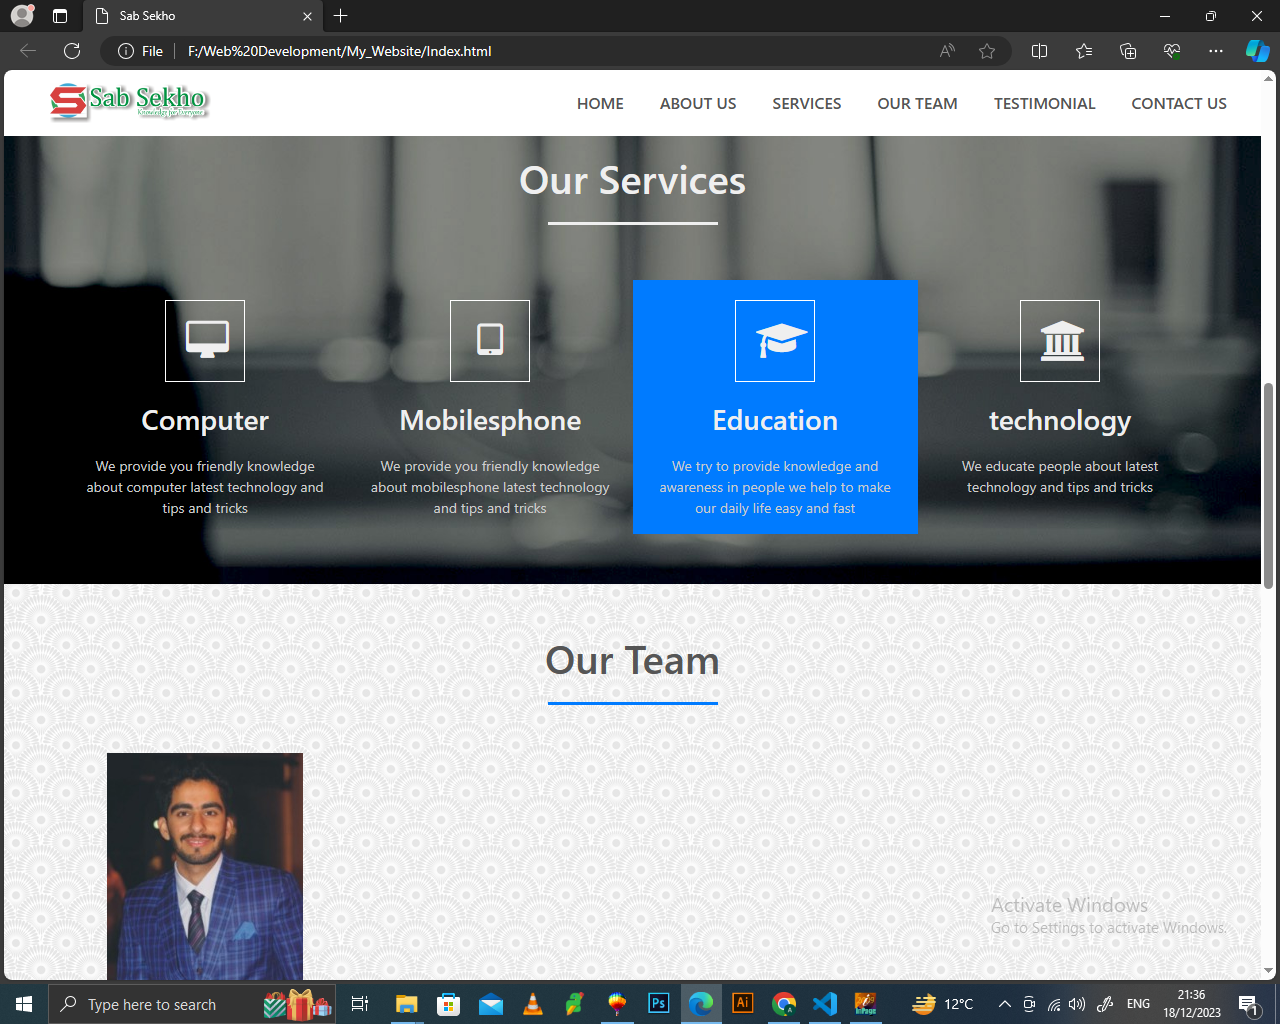 Sab Sekho
File
F:/Web%20Development/My_Website/Index.html
Sab Sekho
Knowledge for Everyone
HOME ABOUT US SERVICES OUR TEAM TESTIMONIAL CONTACT US
Our Services
Computer
We provide you friendly knowledge
about computer latest technology and
tips and tricks
Mobilesphone
We provide you friendly knowledge
about mobilesphone latest technology
and tips and tricks
Education
We try to provide knowledge and
awareness in people we help to make
our daily life easy and fast
technology
We educate people about latest
technology and tips and tricks
Our Team
Activate Windows
Go to Settings to activate Windows.
Type here to search
Ps
Ai
A
InPage
12°C
ENG
21:36
18/12/2023
1